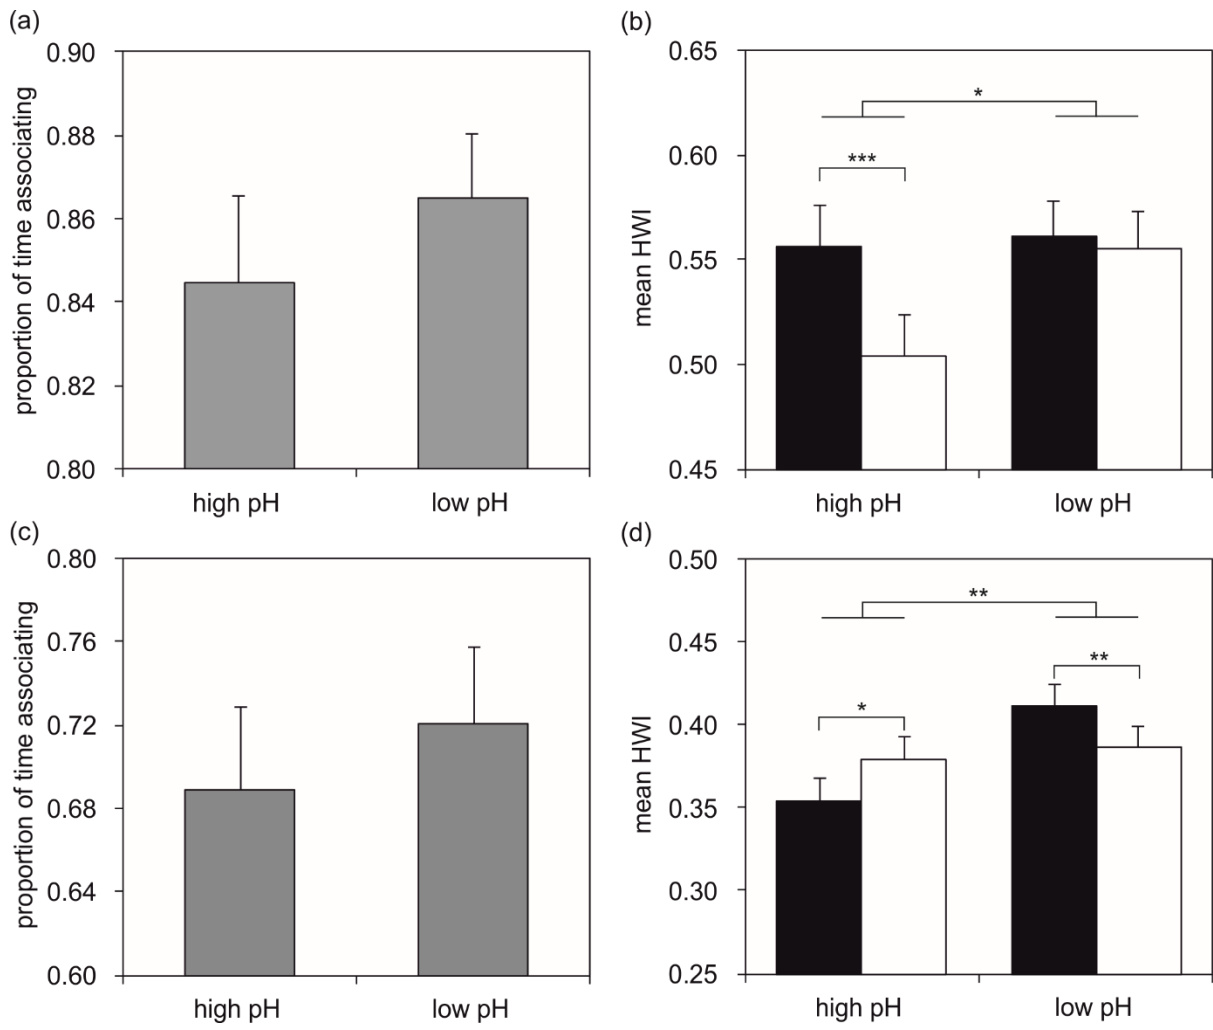 (a)
proportion of time associating
0.90
0.88
0.86
0.84
0.82
0.80
high pH
low pH
(b)
mean HWI
0.65
0.60
0.55
0.50
0.45
*
***
high pH
low pH
(c)
proportion of time associating
0.80
0.76
0.72
0.68
0.64
0.60
high pH
low pH
(d)
mean HWI
0.50
0.45
0.40
0.35
0.30
0.25
**
**
*
high pH
low pH